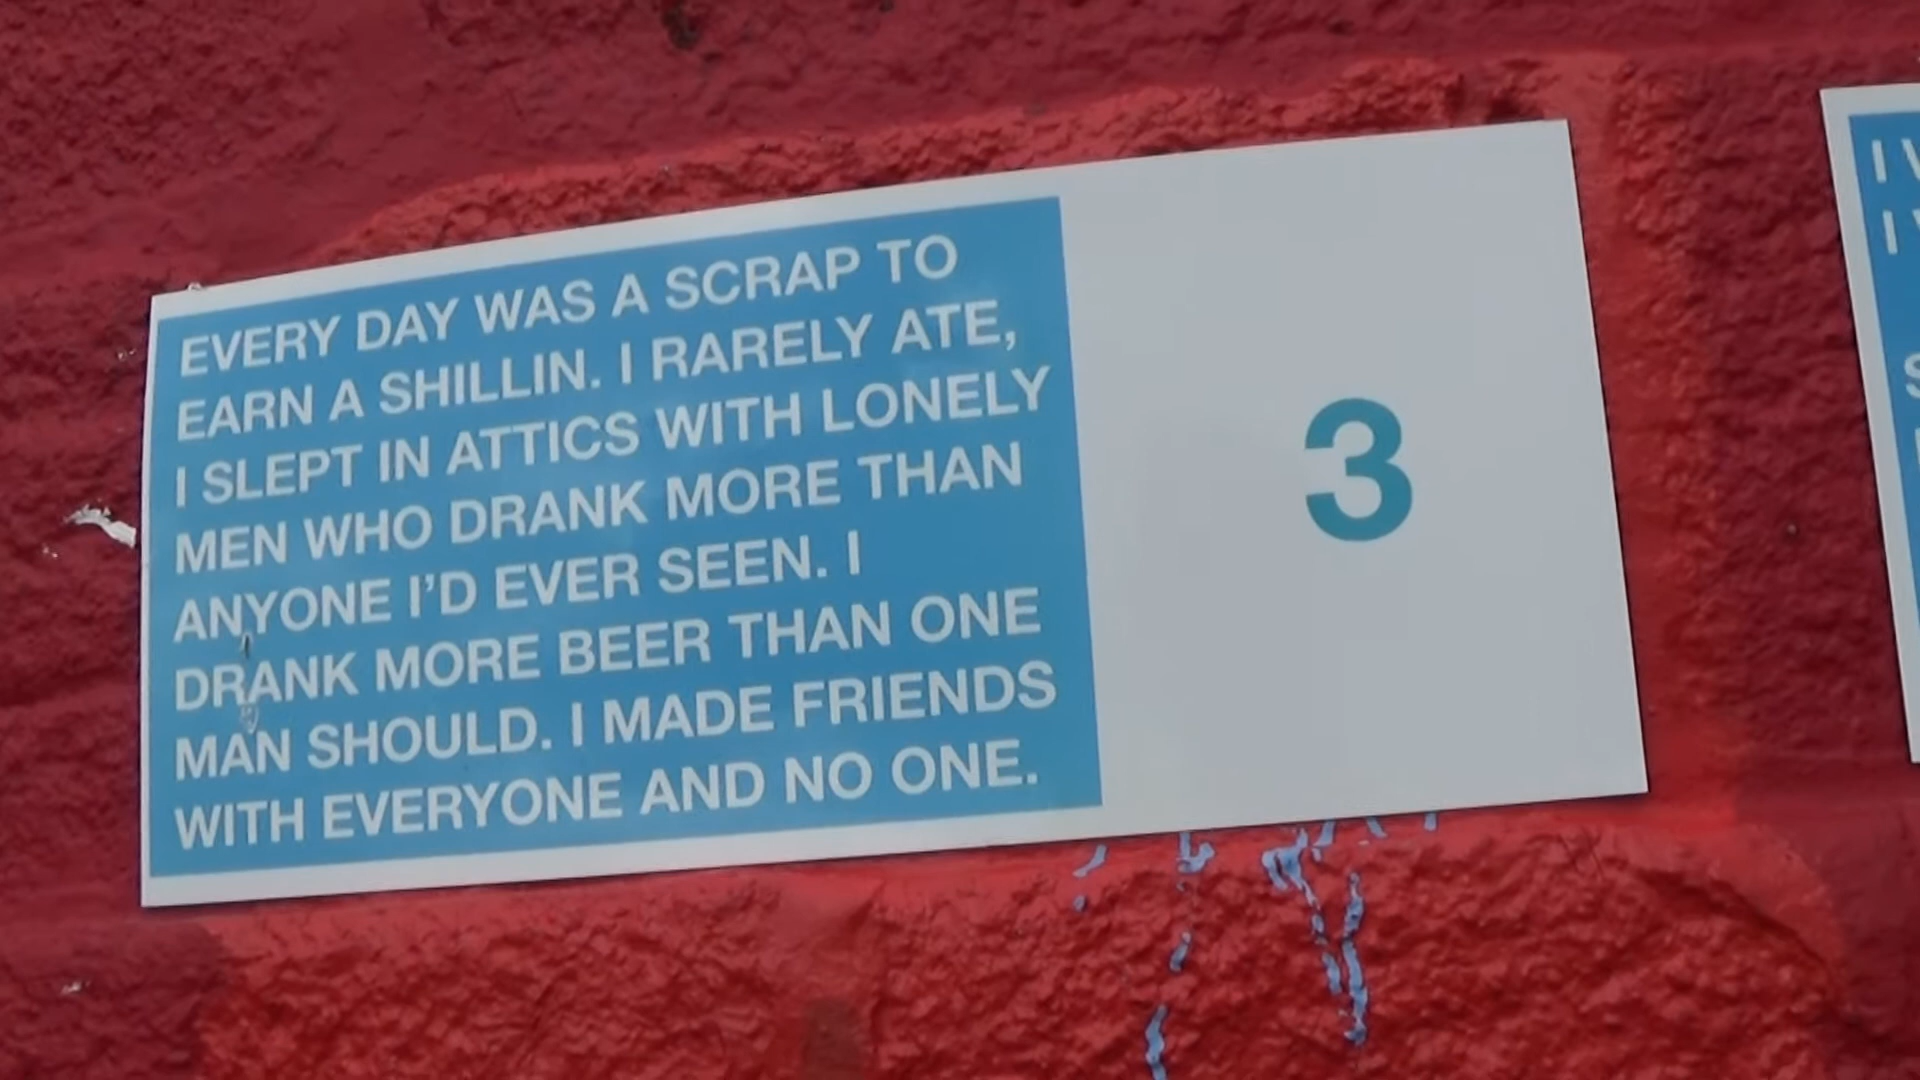 EVERY DAY WAS A SCRAP TO
EARN A SHILLIN. I RARELY ATE,
I SLEPT IN ATTICS WITH LONELY
MEN WHO DRANK MORE THAN
ANYONE I'D EVER SEEN. I
DRANK MORE BEER THAN ONE
MAN SHOULD. I MADE FRIENDS
WITH EVERYONE AND NO ONE.
3
I
I